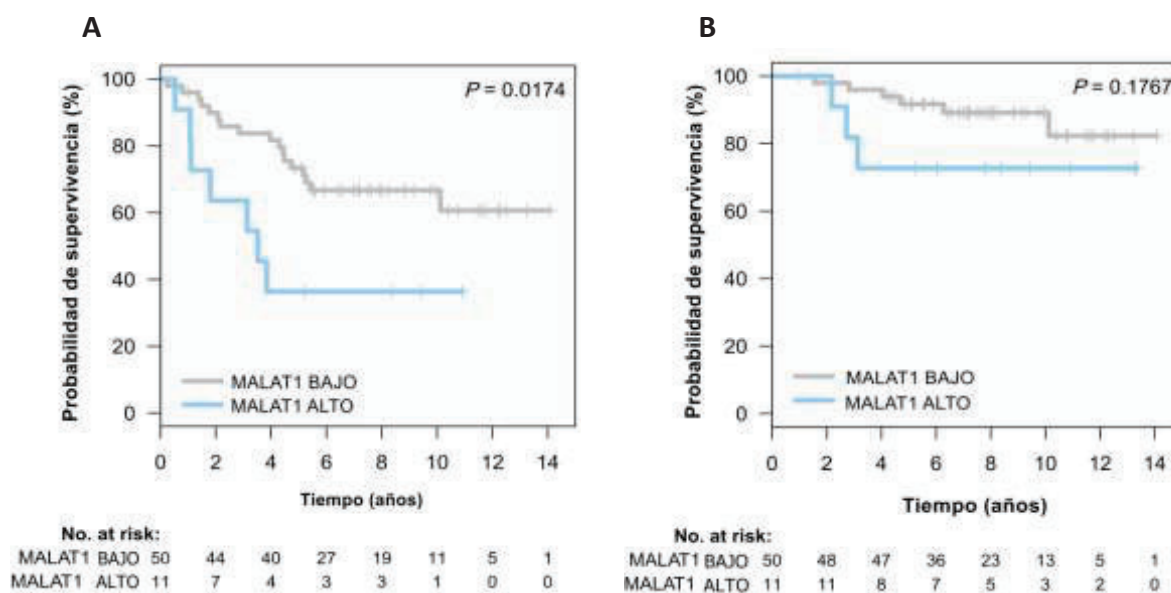 A
Probabilidad de supervivencia (%)
100
80
60
40
20
0
P = 0.0174
MALAT1 BAJO
MALAT1 ALTO
0 2 4 6 8 10 12 14
Tiempo (años)
No. at risk:
MALAT1 BAJO 50 44 40 27 19 11 5 1
MALAT1 ALTO 11 7 4 3 3 1 0 0
B
Probabilidad de supervivencia (%)
100
80
60
40
20
0
P = 0.1767
MALAT1 BAJO
MALAT1 ALTO
0 2 4 6 8 10 12 14
Tiempo (años)
No. at risk:
MALAT1 BAJO 50 48 47 36 23 13 5 1
MALAT1 ALTO 11 11 8 7 5 3 2 0